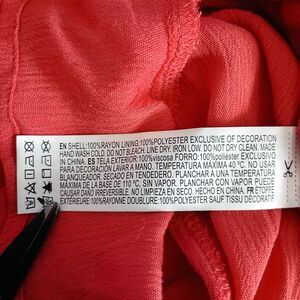 EN SHELL:100%RAYON LINING:100%POLYESTER EXCLUSIVE OF DECORATION
HAND WASH COLD. DO NOT BLEACH. LINE DRY. IRON LOW. DO NOT DRY CLEAN. MADE
IN CHINA. ES TELA EXTERIOR:100%viscosa FORRO:100%poliéster EXCLUSIVO
PARA DECORACIÓN LAVAR A MANO. TEMPERATURA MÁXIMA 40 °C. NO USAR
BLANQUEADOR. SECADO EN TENDEDERO. PLANCHAR A UNA TEMPERATURA
MÁXIMA DE LA BASE DE 110 °C, SIN VAPOR. PLANCHAR CON VAPOR PUEDE
CAUSAR DAÑO IRREVERSIBLE. NO LIMPIEZA EN SECO. HECHO EN CHINA. FR ETOFFE
EXTERIEURE:100%RAYONNE DOUBLURE:100%POLYESTER SAUF TISSU DECORATIF